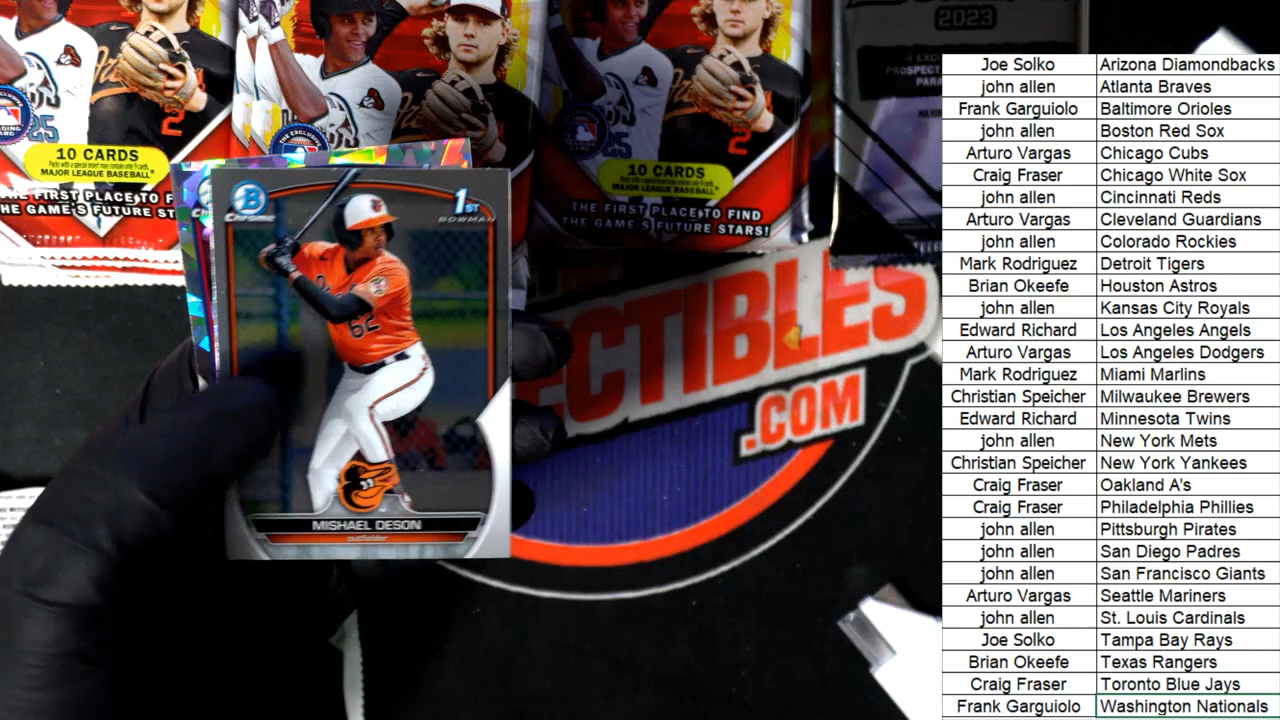 2023
10 CARDS
MAJOR LEAGUE BASEBALL
THE GAME'S FUTURE ST
25
2
10 CARDS
MAJOR LEAGUE BASEBALL
THE FIRST PLACE TO FIND
THE GAME'S FUTURE STARS!
2
B
Chrome
1ST
BOWMAN
62
MISHAEL DESON
outfielder
ECTIBLES
.COM
Joe Solko Arizona Diamondbacks
john allen Atlanta Braves
Frank Garguiolo Baltimore Orioles
john allen Boston Red Sox
Arturo Vargas Chicago Cubs
Craig Fraser Chicago White Sox
john allen Cincinnati Reds
Arturo Vargas Cleveland Guardians
john allen Colorado Rockies
Mark Rodriguez Detroit Tigers
Brian Okeefe Houston Astros
john allen Kansas City Royals
Edward Richard Los Angeles Angels
Arturo Vargas Los Angeles Dodgers
Mark Rodriguez Miami Marlins
Christian Speicher Milwaukee Brewers
Edward Richard Minnesota Twins
john allen New York Mets
Christian Speicher New York Yankees
Craig Fraser Oakland A's
Craig Fraser Philadelphia Phillies
john allen Pittsburgh Pirates
john allen San Diego Padres
john allen San Francisco Giants
Arturo Vargas Seattle Mariners
john allen St. Louis Cardinals
Joe Solko Tampa Bay Rays
Brian Okeefe Texas Rangers
Craig Fraser Toronto Blue Jays
Frank Garguiolo Washington Nationals